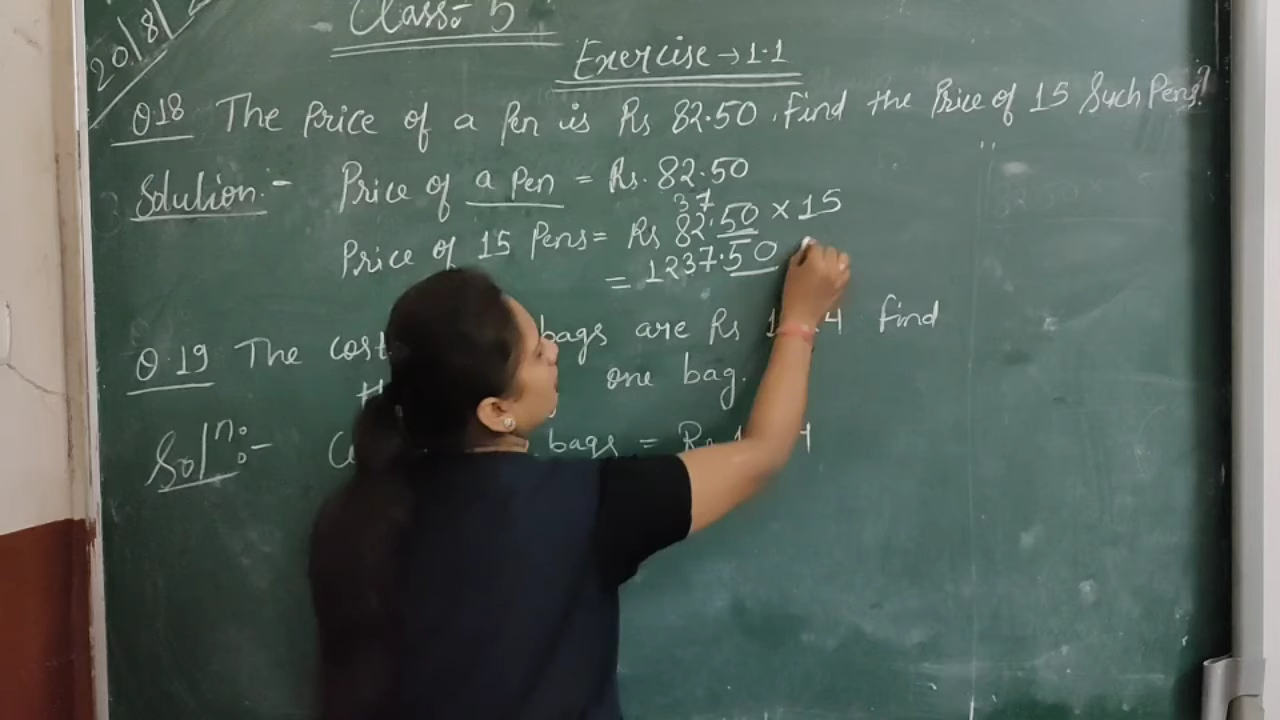 20/8/2
Class:- 5
Exercise → 1.1
Q.18 The Price of a Pen is Rs 82.50. Find the Price of 15 Such Pens?
Solution:- Price of a pen = Rs. 82.50
37
Price of 15 Pens = Rs 82.50 × 15
= 1237.50
Q.19 The cost bags are Rs find
one bag.
Solⁿ:- bags = Rs